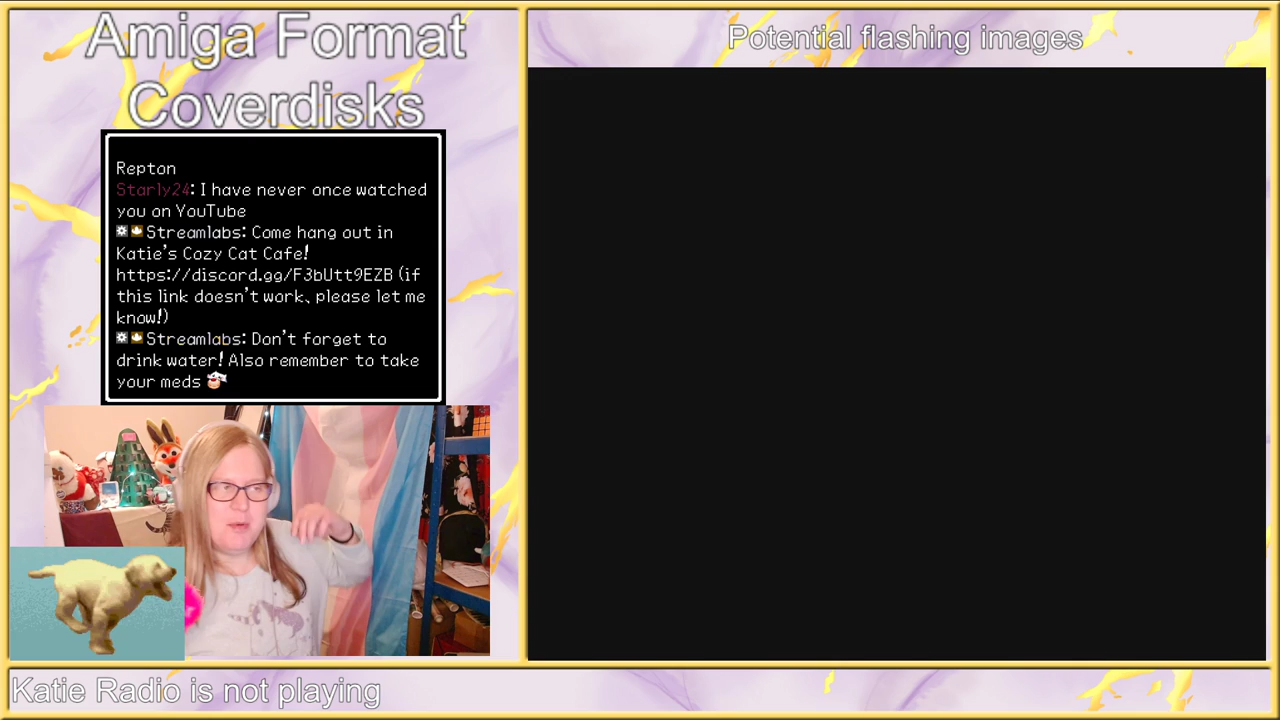 Amiga Format
Coverdisks
Potential flashing images
Repton
Starly24: I have never once watched
you on YouTube
Streamlabs: Come hang out in
Katie's Cozy Cat Cafe!
https://discord.gg/F3bUtt9EZB (if
this link doesn't work, please let me
know!)
Streamlabs: Don't forget to
drink water! Also remember to take
your meds
Katie Radio is not playing